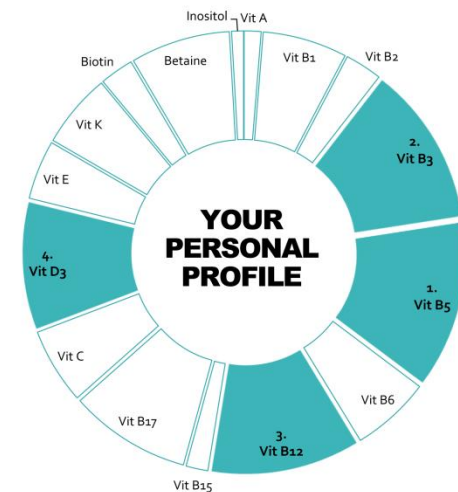 Inositol
Vit A
Vit B1
Vit B2
2.
Vit B3
1.
Vit B5
Vit B6
3.
Vit B12
Vit B15
Vit B17
Vit C
4.
Vit D3
Vit E
Vit K
Biotin
Betaine
YOUR
PERSONAL
PROFILE